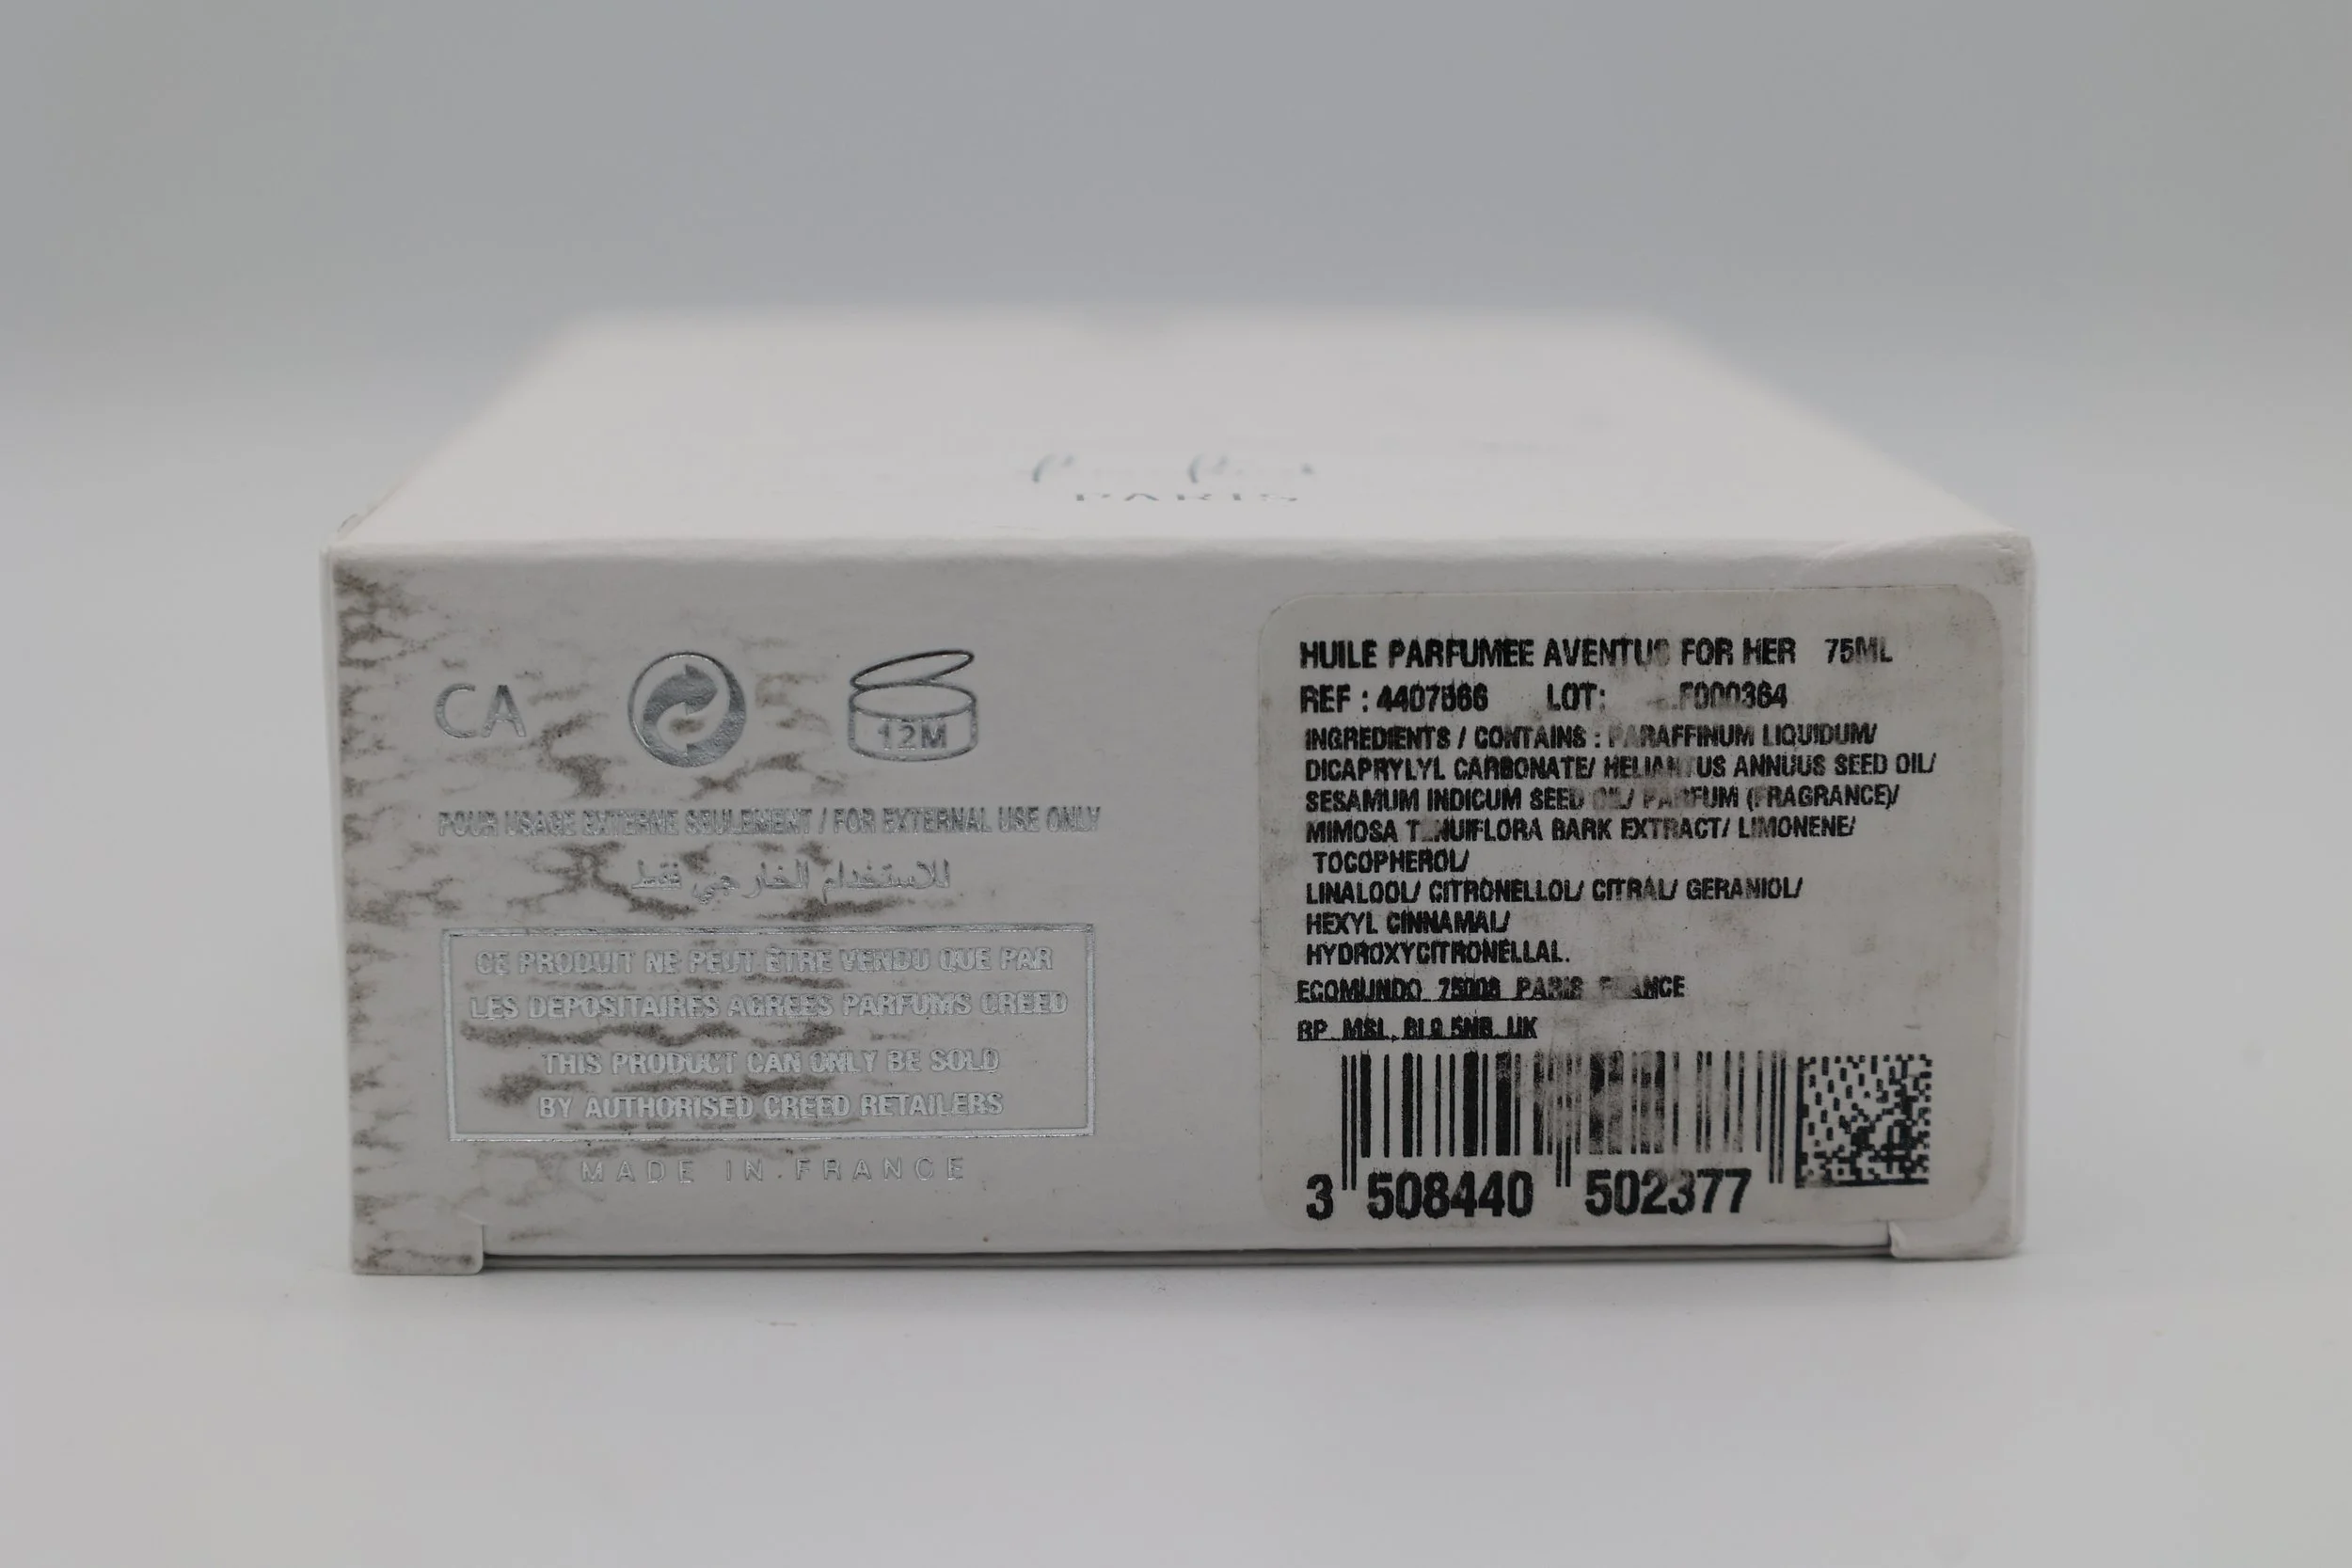 PARIS
CA
12M
POUR USAGE EXTERNE SEULEMENT / FOR EXTERNAL USE ONLY
للاستخدام الخارجي فقط
CE PRODUIT NE PEUT ÊTRE VENDU QUE PAR
LES DEPOSITAIRES AGREES PARFUMS CREED
THIS PRODUCT CAN ONLY BE SOLD
BY AUTHORISED CREED RETAILERS
MADE IN FRANCE
HUILE PARFUMEE AVENTUS FOR HER 75ML
REF : LOT:
INGREDIENTS / CONTAINS : PARAFFINUM LIQUIDUM/
DICAPRYLYL CARBONATE/ ANNUUS SEED OIL/
SESAMUM INDICUM SEED OIL/ PARFUM (FRAGRANCE)/
MIMOSA BARK EXTRACT/ LIMONENE/
TOCOPHEROL/
LINALOOL/ CITRONELLOL/ CITRAL/ GERANIOL/
HEXYL CINNAMAL/
HYDROXYCITRONELLAL.
ECOMUNDO 75008 PARIS FRANCE
RP MSL, BL9 5NB, UK
3 508440 502377